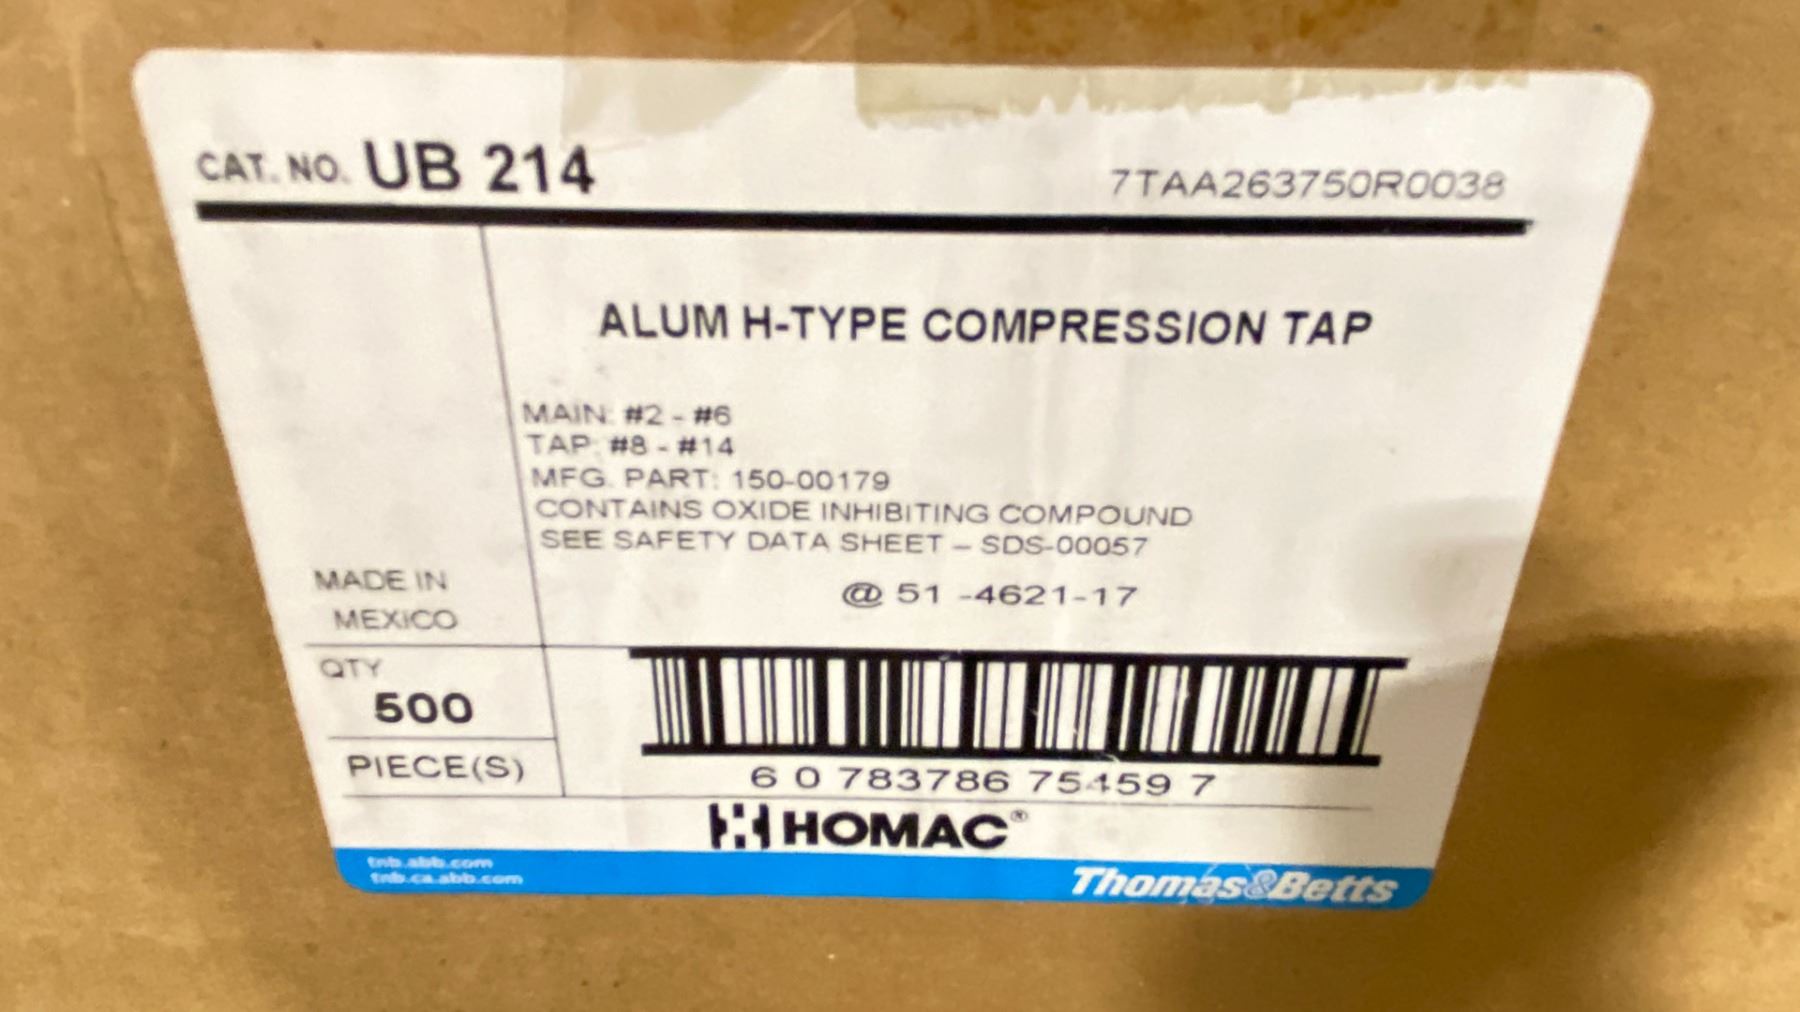 CAT. NO. UB 214
7TAA263750R0038
ALUM H-TYPE COMPRESSION TAP
MAIN: #2 - #6
TAP: #8 - #14
MFG. PART: 150-00179
CONTAINS OXIDE INHIBITING COMPOUND
SEE SAFETY DATA SHEET – SDS-00057
@ 51 -4621-17
MADE IN
MEXICO
QTY
500
PIECE(S)
6 0 783786 75459 7
HOMAC®
tnb.abb.com
tnb.ca.abb.com
Thomas&Betts